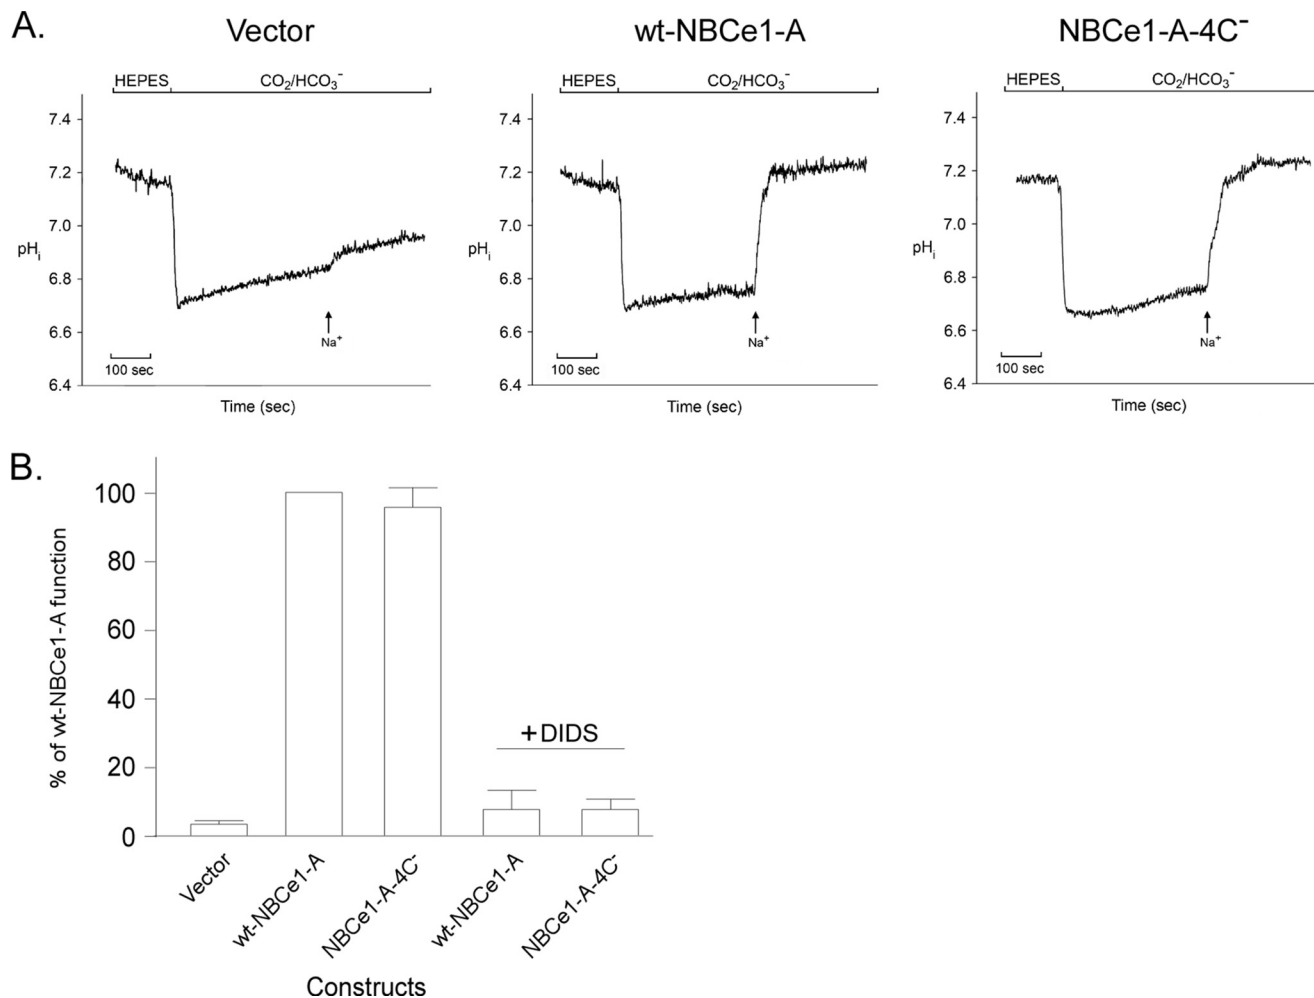 A.
Vector
wt-NBCe1-A
NBCe1-A-4C⁻
HEPES CO₂/HCO₃⁻
7.4
7.2
7.0
6.8
6.6
6.4
pHᵢ
Na⁺
100 sec
Time (sec)
HEPES CO₂/HCO₃⁻
7.4
7.2
7.0
6.8
6.6
6.4
pHᵢ
Na⁺
100 sec
Time (sec)
HEPES CO₂/HCO₃⁻
7.4
7.2
7.0
6.8
6.6
6.4
pHᵢ
Na⁺
100 sec
Time (sec)
B.
% of wt-NBCe1-A function
100
80
60
40
20
0
+DIDS
Vector
wt-NBCe1-A
NBCe1-A-4C⁻
wt-NBCe1-A
NBCe1-A-4C⁻
Constructs